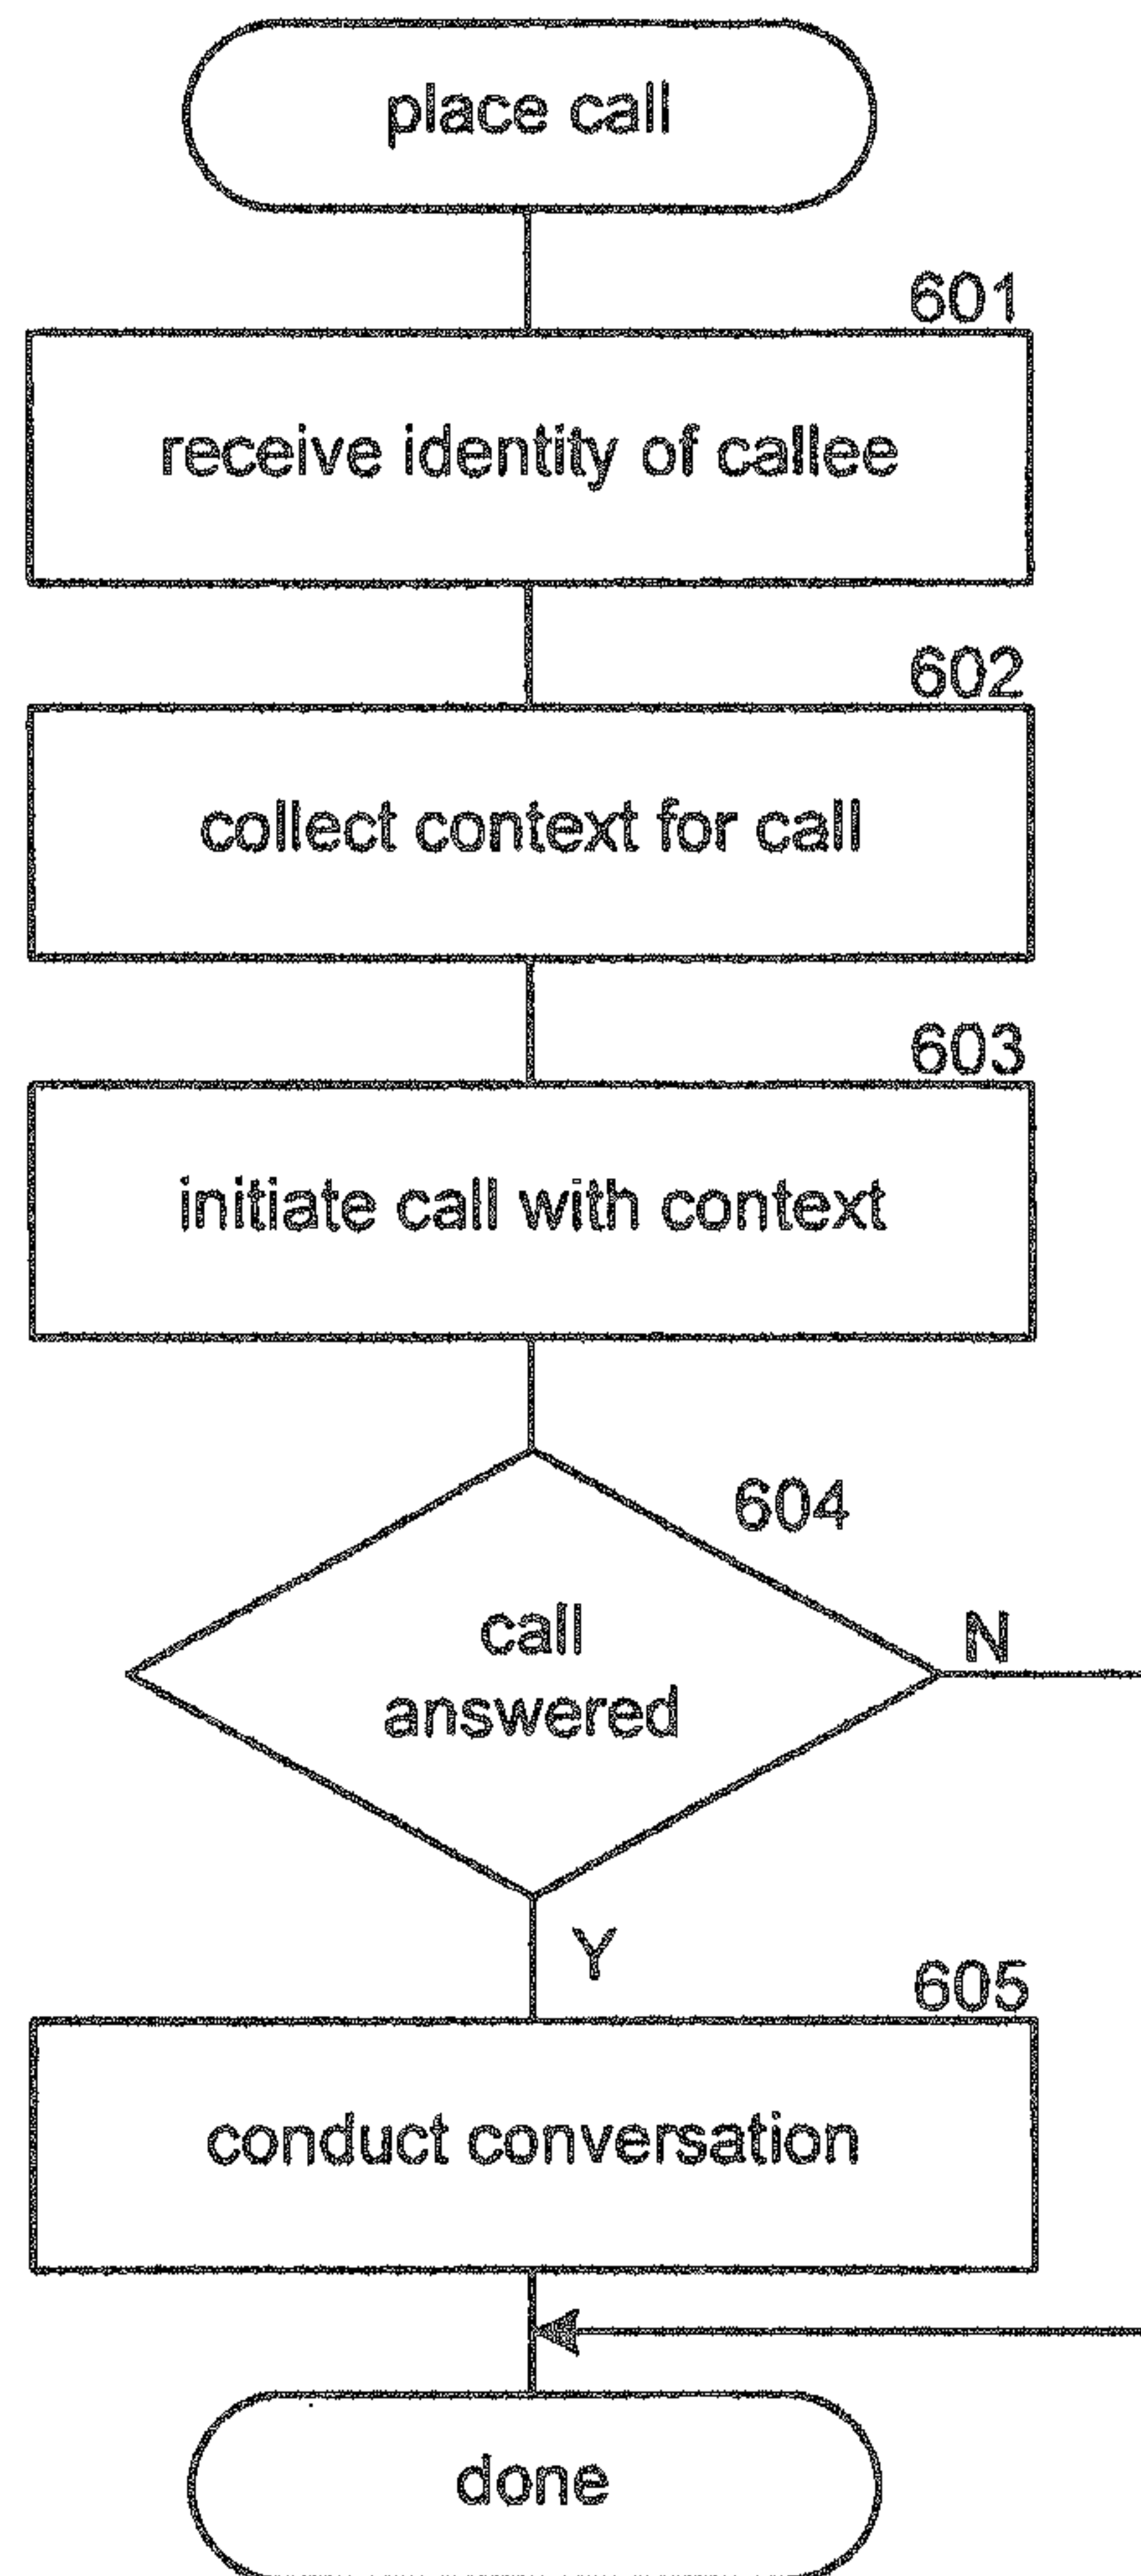 place call
601
receive identity of callee
602
collect context for call
603
initiate call with context
604
call
answered
N
Y
605
conduct conversation
done